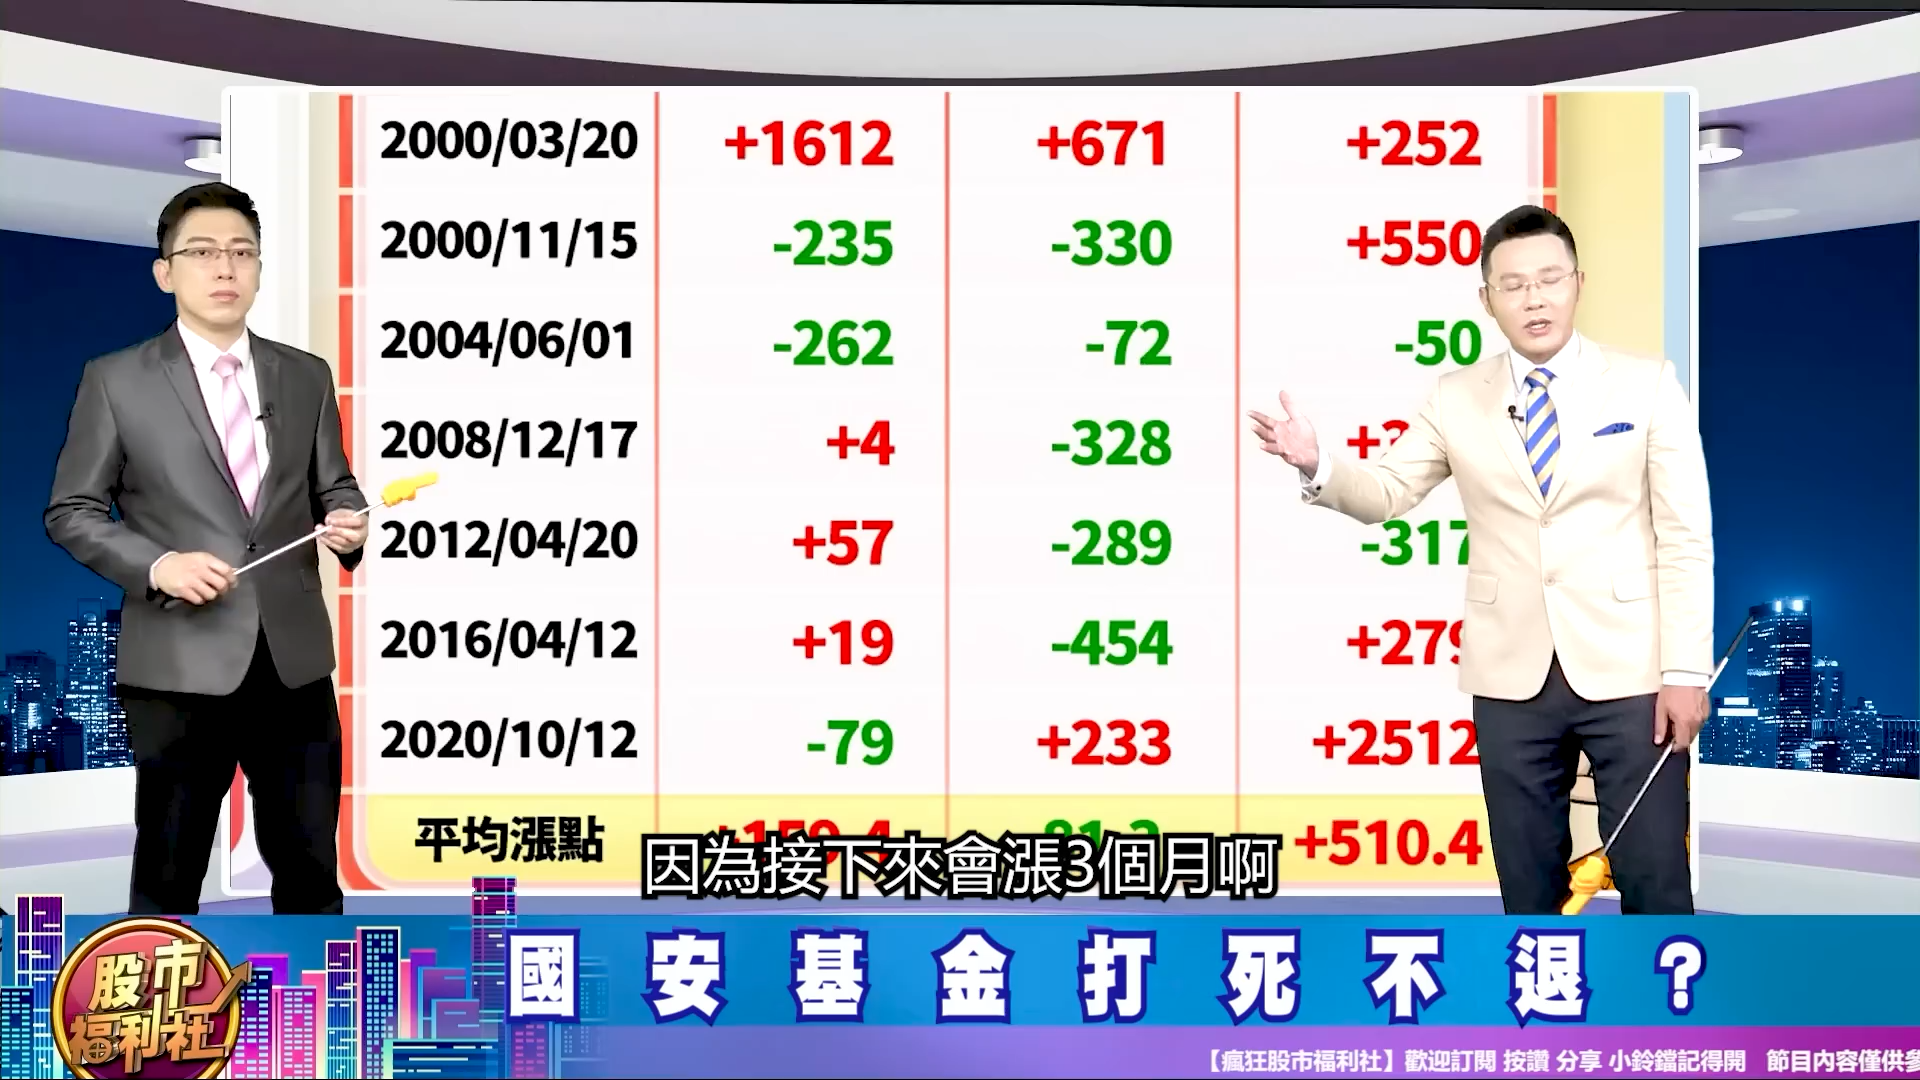 2000/03/20 +1612 +671 +252
2000/11/15 -235 -330 +550
2004/06/01 -262 -72 -50
2008/12/17 +4 -328
2012/04/20 +57 -289 -317
2016/04/12 +19 -454 +279
2020/10/12 -79 +233 +2512
平均漲點 +510.4
因為接下來會漲3個月啊
國安基金打死不退?
股市
福利社
【瘋狂股市福利社】歡迎訂閱 按讚 分享 小鈴鐺記得開 節目內容僅供參